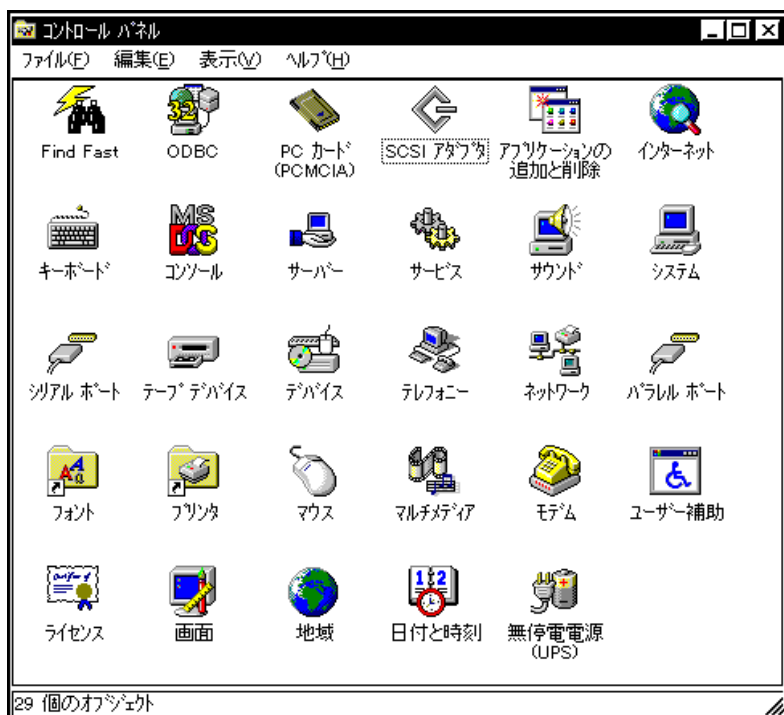 コントロール パネル
ファイル(F) 編集(E) 表示(V) ヘルプ(H)
Find Fast
ODBC
PC カード
(PCMCIA)
SCSI アダプタ
アプリケーションの
追加と削除
インターネット
キーボード
MS
DOS
コンソール
サーバー
サービス
サウンド
システム
シリアル ポート
テープ デバイス
デバイス
テレフォニー
ネットワーク
パラレル ポート
フォント
プリンタ
マウス
マルチメディア
モデム
ユーザー補助
ライセンス
画面
地域
日付と時刻
無停電電源
(UPS)
29 個のオブジェクト